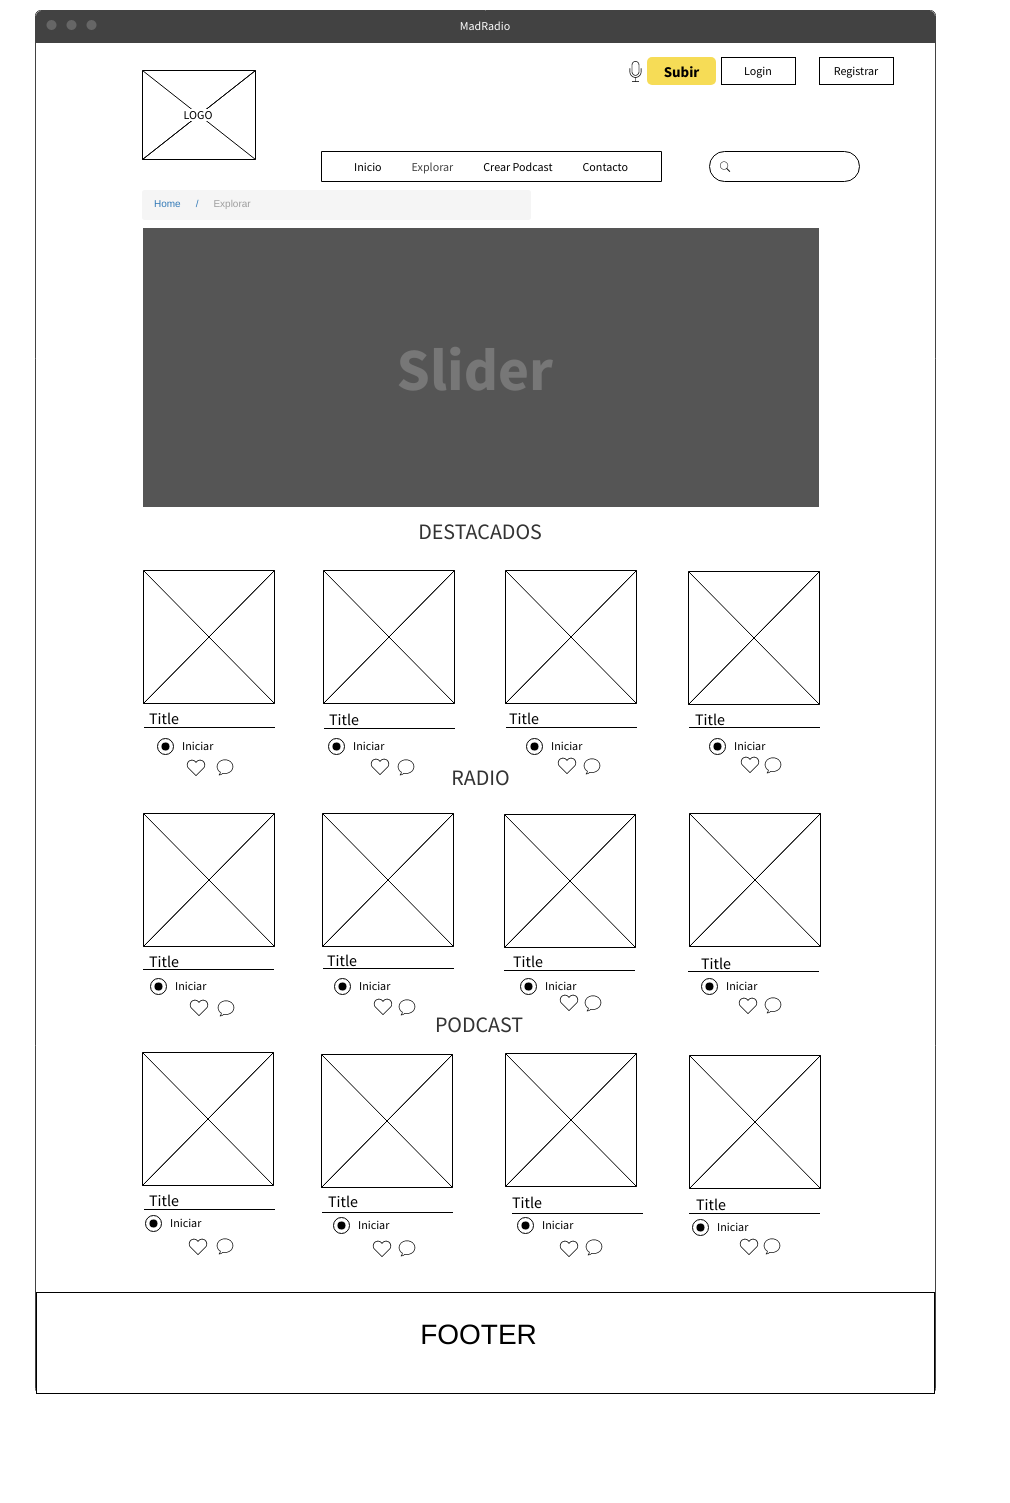 MadRadio
Subir Login Registrar
LOGO
Inicio Explorar Crear Podcast Contacto
Home / Explorar
Slider
DESTACADOS
Title Title Title Title
Iniciar Iniciar Iniciar Iniciar
RADIO
Title Title Title Title
Iniciar Iniciar Iniciar Iniciar
PODCAST
Title Title Title Title
Iniciar Iniciar Iniciar Iniciar
FOOTER